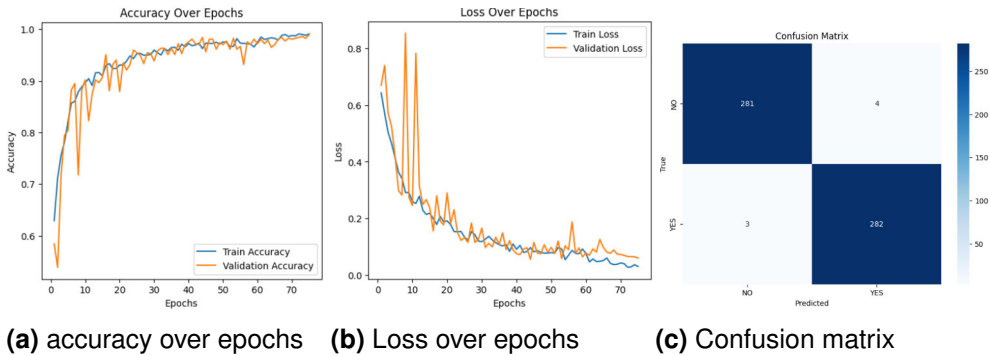 Accuracy Over Epochs
1.0
0.9
0.8
0.7
0.6
Accuracy
0 10 20 30 40 50 60 70
Epochs
Train Accuracy
Validation Accuracy
Loss Over Epochs
0.8
0.6
0.4
0.2
0.0
Loss
0 10 20 30 40 50 60 70
Epochs
Train Loss
Validation Loss
Confusion Matrix
NO
YES
True
281 4
3 282
NO YES
Predicted
250
200
150
100
50
(a) accuracy over epochs (b) Loss over epochs (c) Confusion matrix